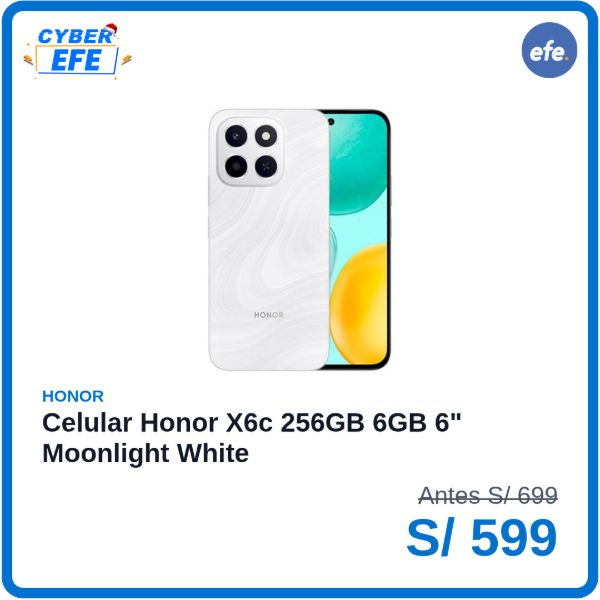 CYBER
EFE
efe.
HONOR
HONOR
Celular Honor X6c 256GB 6GB 6"
Moonlight White
Antes S/ 699
S/ 599